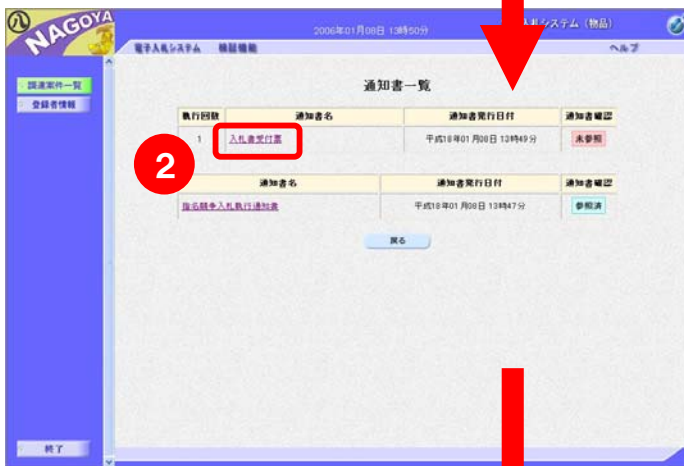 NAGOYA
2006年01月08日 13時50分
入札システム（物品）
電子入札システム 検証機能
ヘルプ
調達案件一覧
登録者情報
通知書一覧
執行回数 通知書名 通知書発行日付 通知書確認
1 入札書受付票 平成18年01月08日 13時49分 未参照
2
通知書名 通知書発行日付 通知書確認
指名競争入札執行通知書 平成18年01月08日 13時47分 参照済
戻る
終了